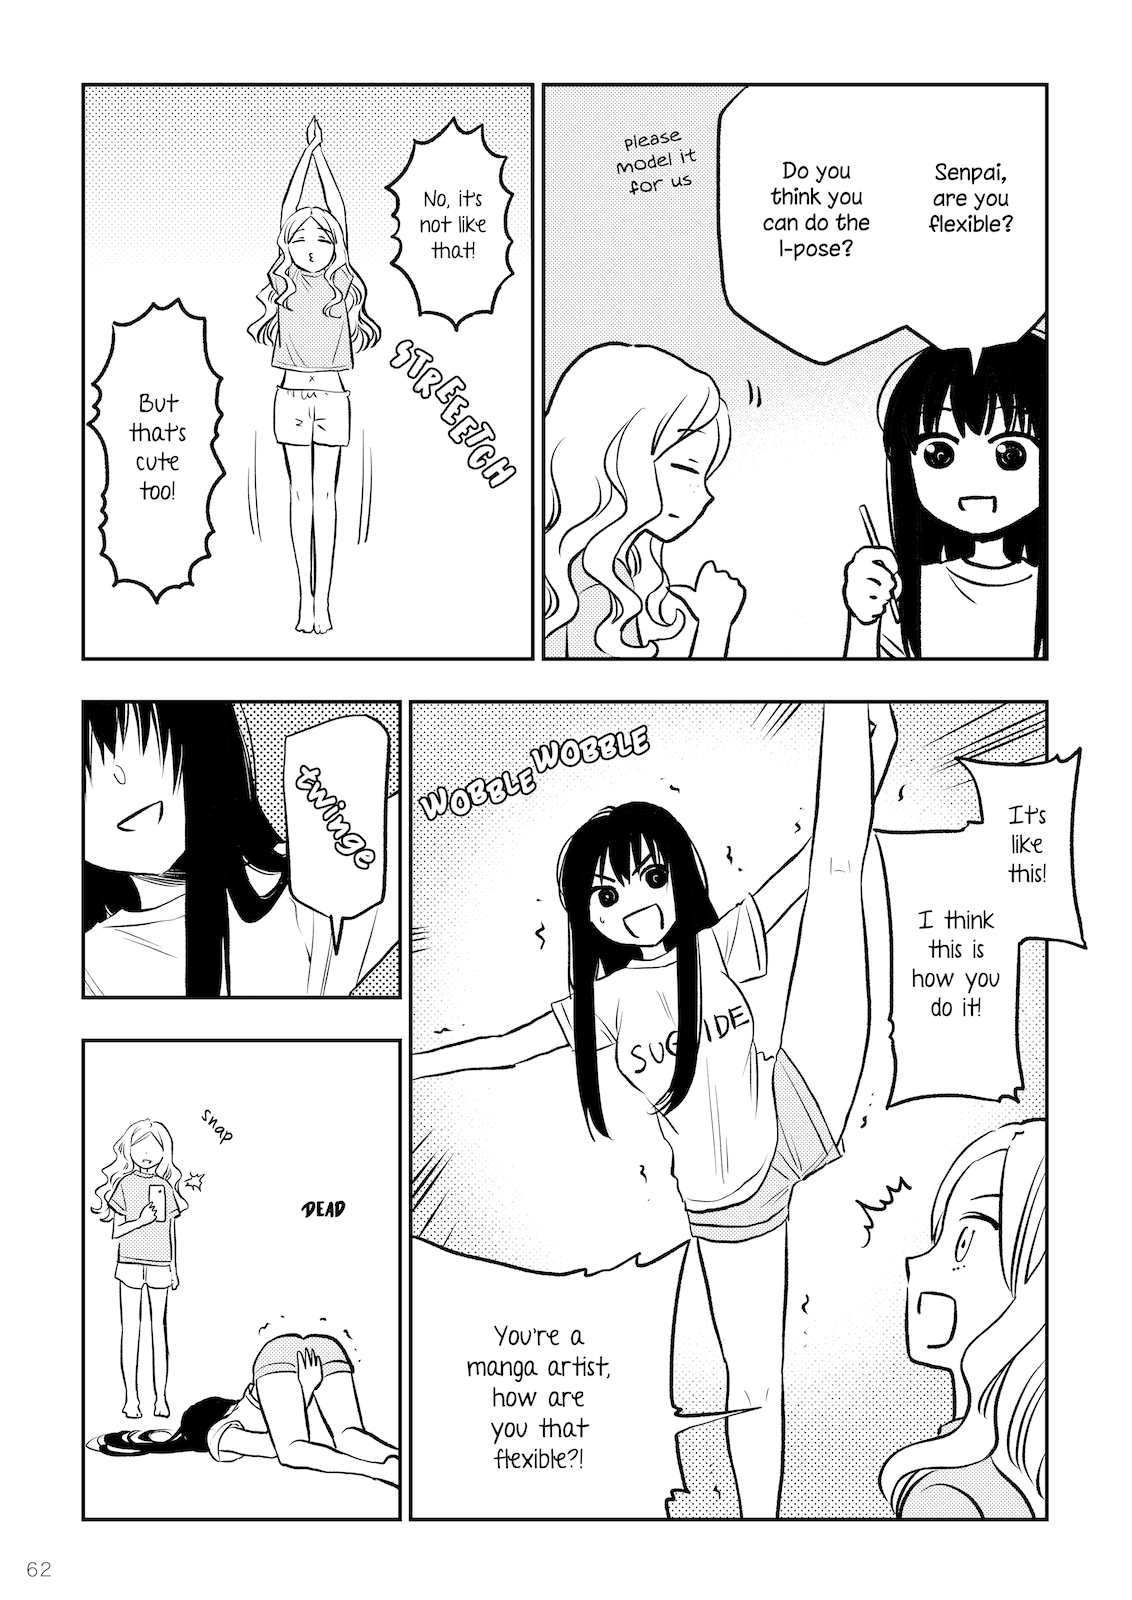 Senpai,
are you
flexible?
Do you
think you
can do the
I-pose?
please
model it
for us
No, it's
not like
that!
STREEETCH
But
that's
cute
too!
It's
like
this!
I think
this is
how you
do it!
WOBBLE WOBBLE
SU IDE
You're a
manga artist,
how are
you that
flexible?!
twinge
snap
DEAD
62